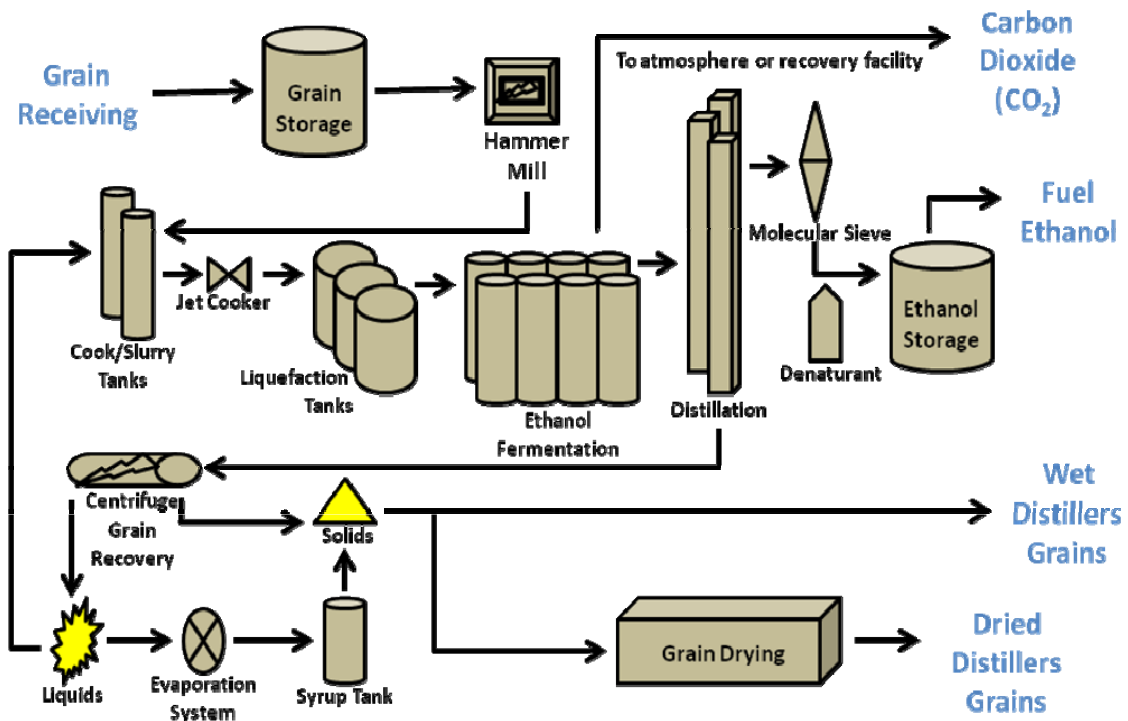 Grain
Receiving
Grain
Storage
Hammer
Mill
To atmosphere or recovery facility
Carbon
Dioxide
(CO₂)
Cook/Slurry
Tanks
Jet Cooker
Liquefaction
Tanks
Ethanol
Fermentation
Distillation
Molecular Sieve
Denaturant
Ethanol
Storage
Fuel
Ethanol
Centrifuge
Grain
Recovery
Solids
Wet
Distillers
Grains
Liquids
Evaporation
System
Syrup Tank
Grain Drying
Dried
Distillers
Grains